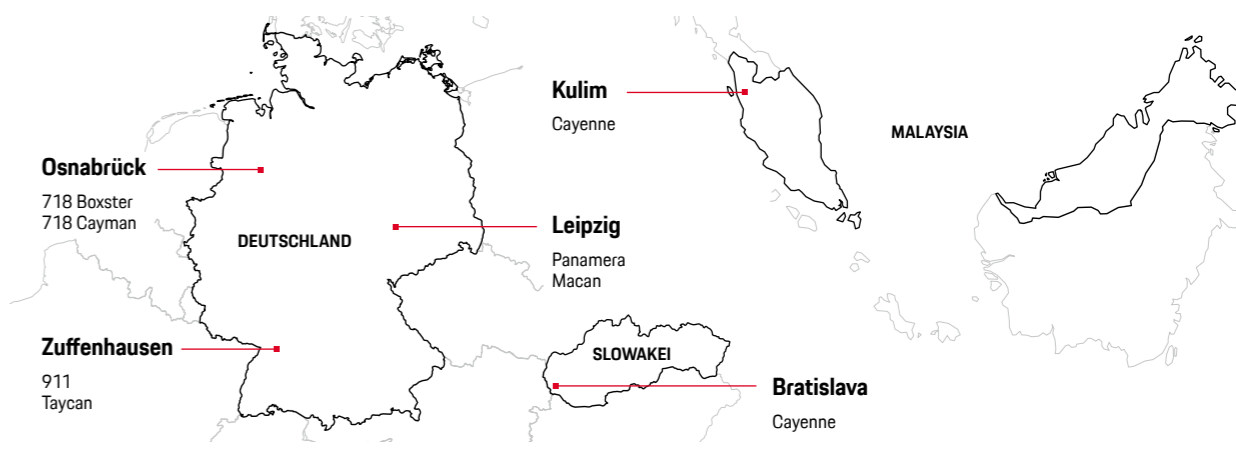 Osnabrück
718 Boxster
718 Cayman
DEUTSCHLAND
Zuffenhausen
911
Taycan
Leipzig
Panamera
Macan
Kulim
Cayenne
MALAYSIA
SLOWAKEI
Bratislava
Cayenne